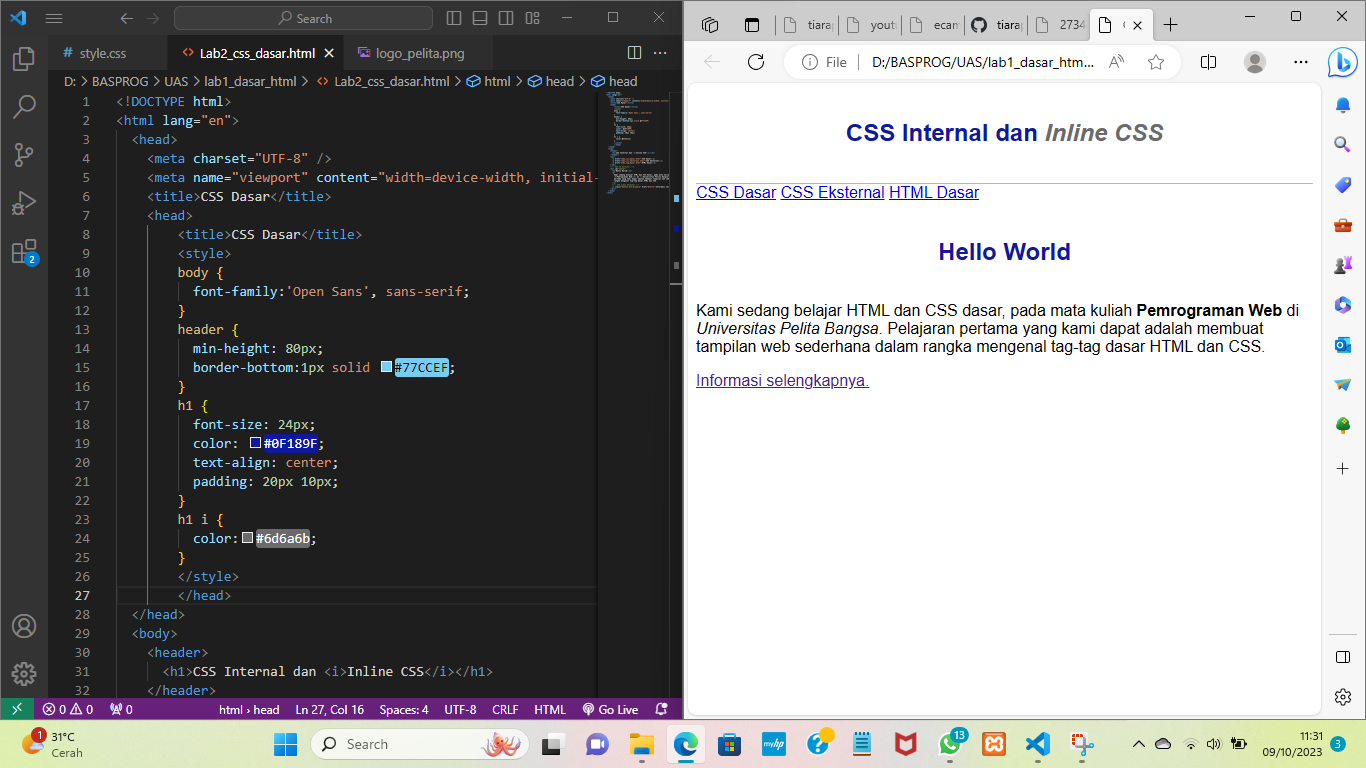 Search
# style.css
<> Lab2_css_dasar.html
logo_pelita.png
D: > BASPROG > UAS > lab1_dasar_html > <> Lab2_css_dasar.html > html > head > head
1 <!DOCTYPE html>
2 <html lang="en">
3 <head>
4 <meta charset="UTF-8" />
5 <meta name="viewport" content="width=device-width, initial-
6 <title>CSS Dasar</title>
7 <head>
8 <title>CSS Dasar</title>
9 <style>
10 body {
11 font-family:'Open Sans', sans-serif;
12 }
13 header {
14 min-height: 80px;
15 border-bottom:1px solid #77CCEF;
16 }
17 h1 {
18 font-size: 24px;
19 color: #0F189F;
20 text-align: center;
21 padding: 20px 10px;
22 }
23 h1 i {
24 color:#6d6a6b;
25 }
26 </style>
27 </head>
28 </head>
29 <body>
30 <header>
31 <h1>CSS Internal dan <i>Inline CSS</i></h1>
32 </header>
2
0 0 0 html > head Ln 27, Col 16 Spaces: 4 UTF-8 CRLF HTML Go Live
tiara
yout
ecam
tiara
2734
File D:/BASPROG/UAS/lab1_dasar_htm...
CSS Internal dan Inline CSS
CSS Dasar CSS Eksternal HTML Dasar
Hello World
Kami sedang belajar HTML dan CSS dasar, pada mata kuliah Pemrograman Web di
Universitas Pelita Bangsa. Pelajaran pertama yang kami dapat adalah membuat
tampilan web sederhana dalam rangka mengenal tag-tag dasar HTML dan CSS.
Informasi selengkapnya.
1
31°C
Cerah
Search
myhp
13
11:31
09/10/2023
3